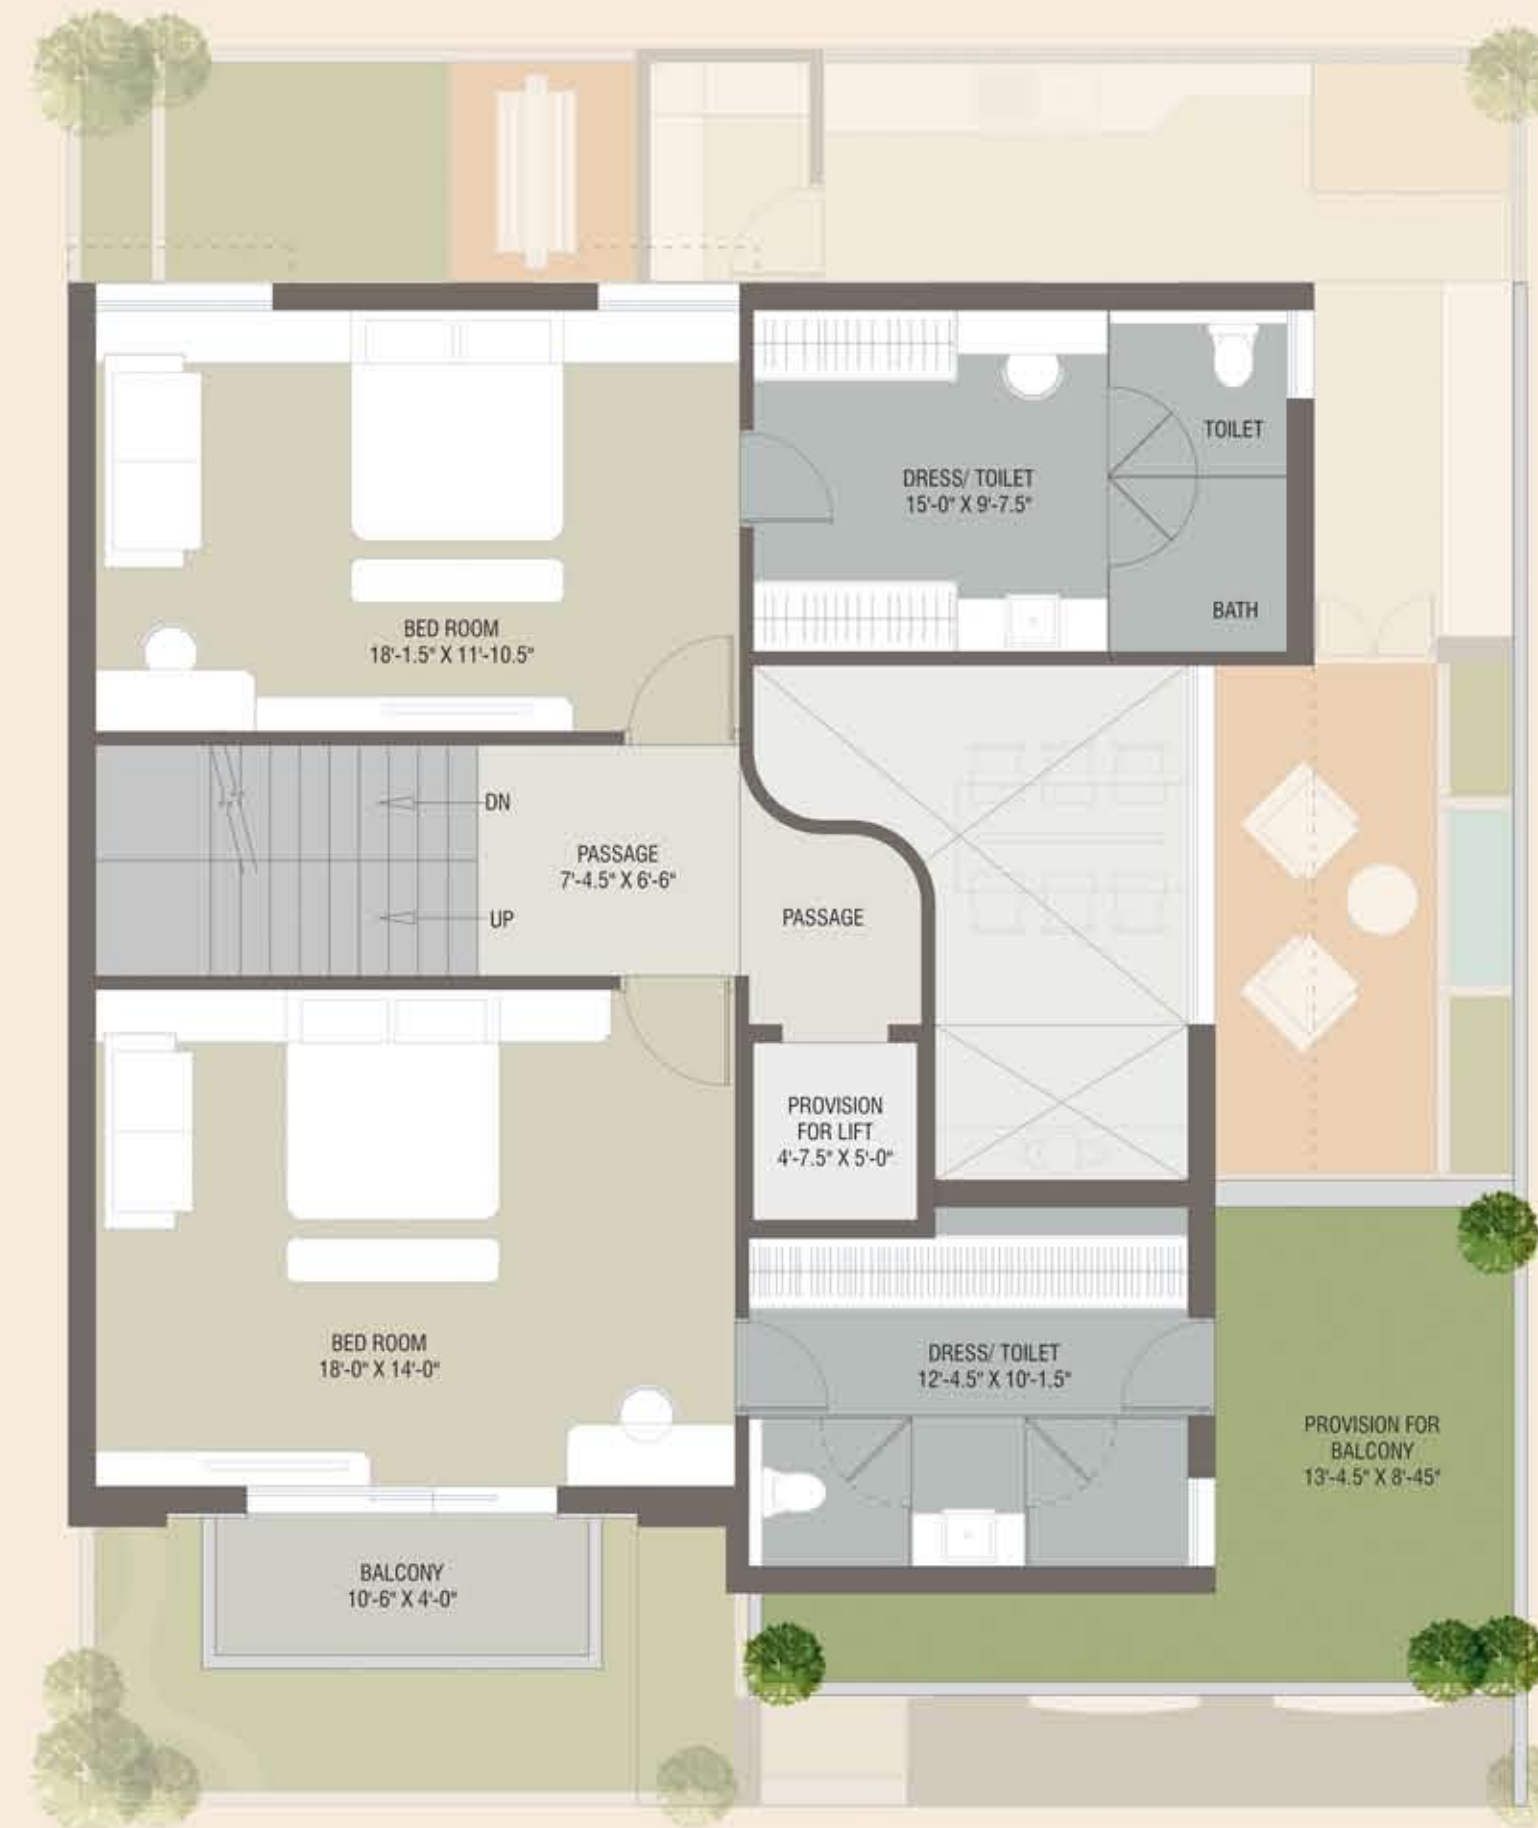 TOILET
DRESS/ TOILET
15'-0" X 9'-7.5"
BATH
BED ROOM
18'-1.5" X 11'-10.5"
DN
PASSAGE
7'-4.5" X 6'-6"
UP
PASSAGE
PROVISION
FOR LIFT
4'-7.5" X 5'-0"
BED ROOM
18'-0" X 14'-0"
DRESS/ TOILET
12'-4.5" X 10'-1.5"
PROVISION FOR
BALCONY
13'-4.5" X 8'-45"
BALCONY
10'-6" X 4'-0"